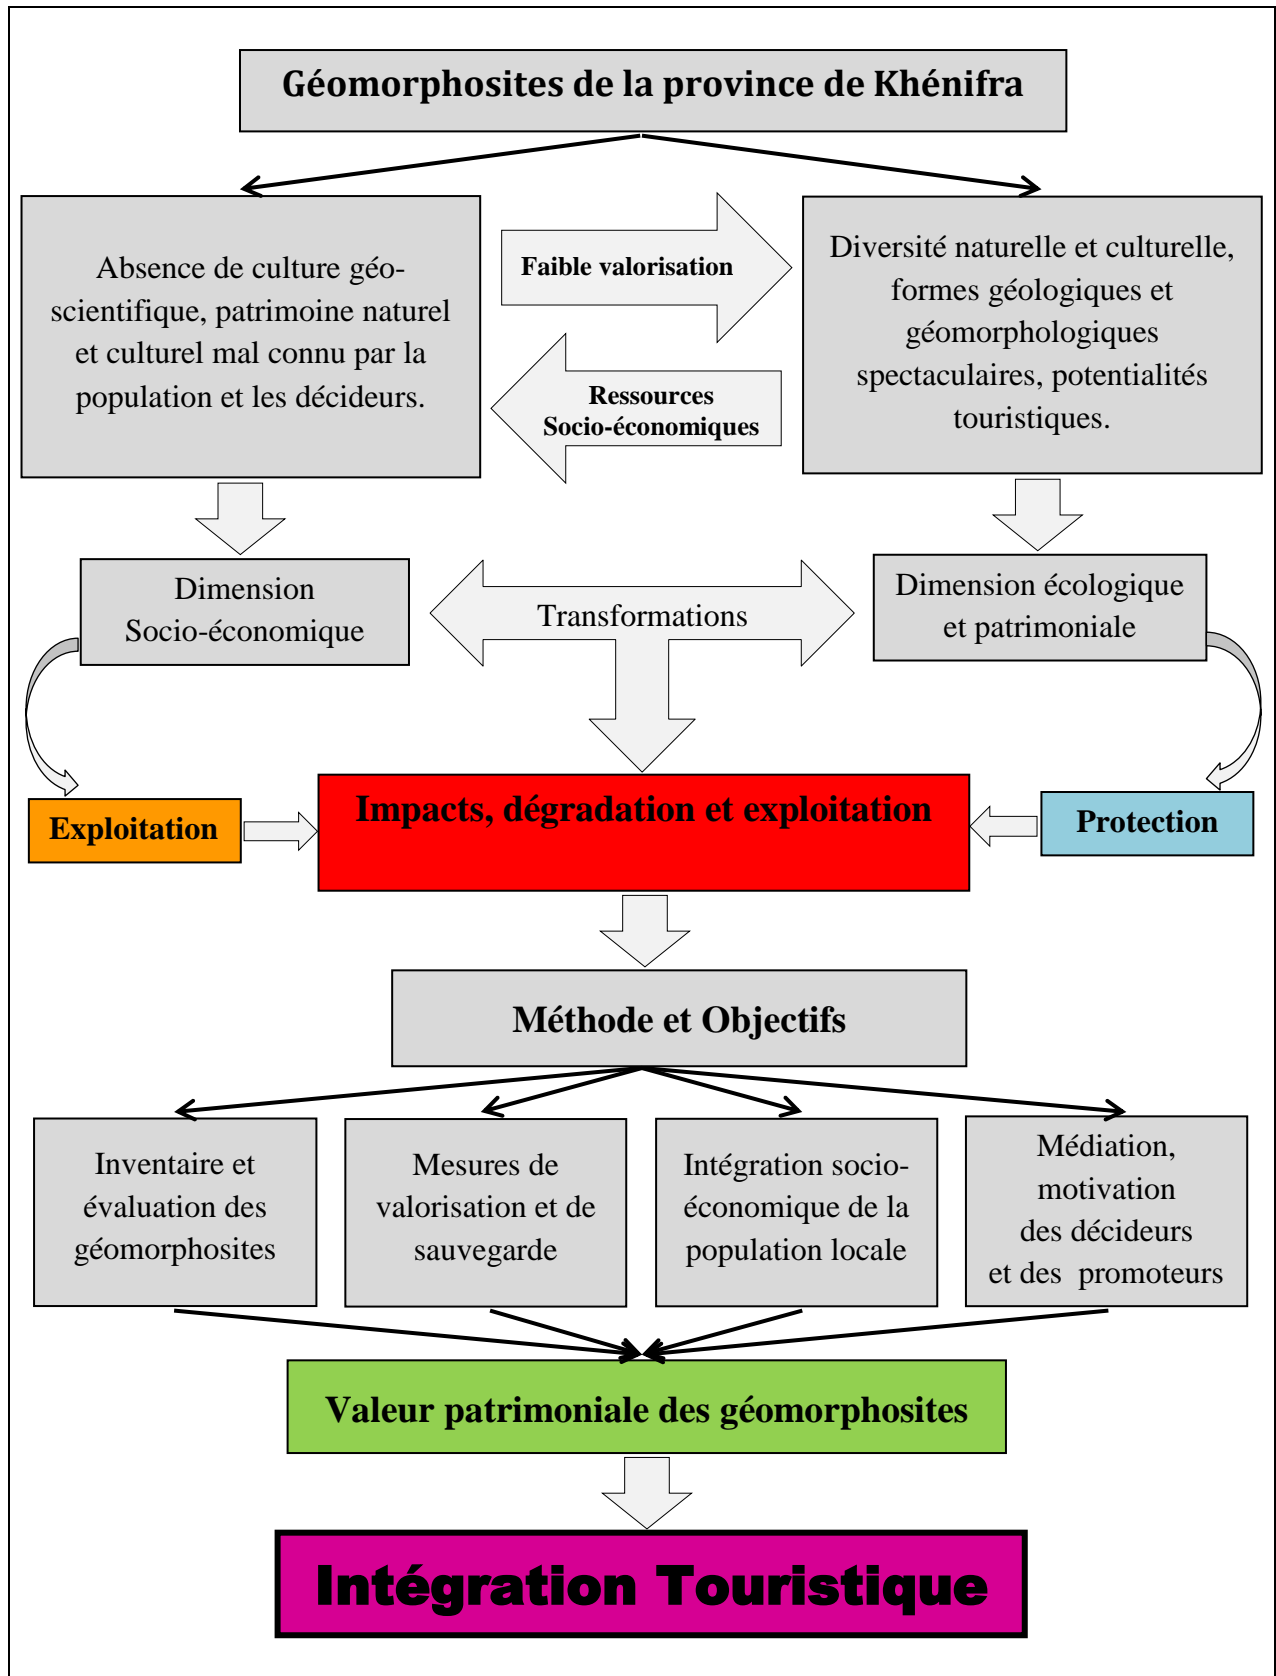 Géomorphosites de la province de Khénifra
Absence de culture géo-
scientifique, patrimoine naturel
et culturel mal connu par la
population et les décideurs.
Faible valorisation
Ressources
Socio-économiques
Diversité naturelle et culturelle,
formes géologiques et
géomorphologiques
spectaculaires, potentialités
touristiques.
Dimension
Socio-économique
Transformations
Dimension écologique
et patrimoniale
Exploitation
Impacts, dégradation et exploitation
Protection
Méthode et Objectifs
Inventaire et
évaluation des
géomorphosites
Mesures de
valorisation et de
sauvegarde
Intégration socio-
économique de la
population locale
Médiation,
motivation
des décideurs
et des  promoteurs
Valeur patrimoniale des géomorphosites
Intégration Touristique